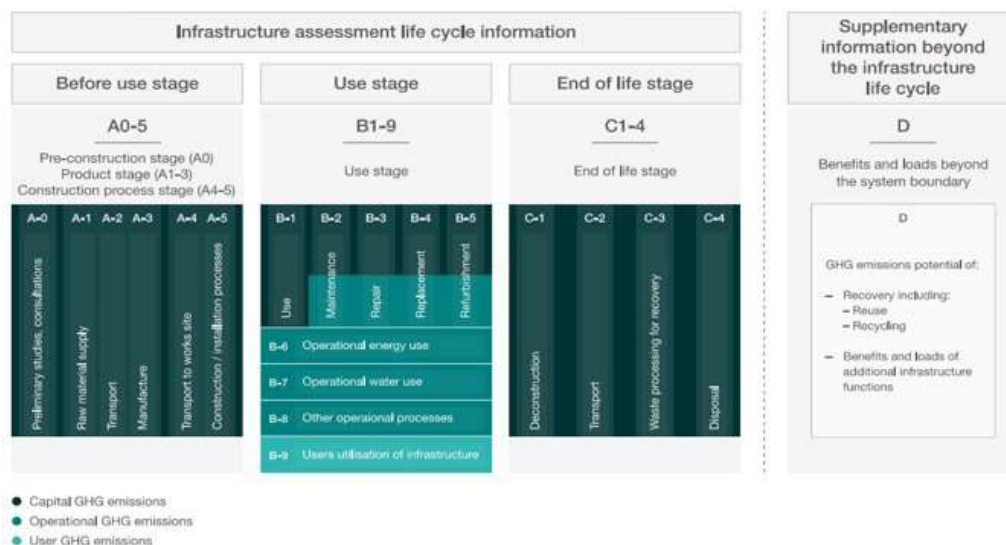 Infrastructure assessment life cycle information
Supplementary
information beyond
the infrastructure
life cycle
Before use stage
Use stage
End of life stage
A0-5
Pre-construction stage (A0)
Product stage (A1-3)
Construction process stage (A4-5)
B1-9
Use stage
C1-4
End of life stage
D
Benefits and loads beyond
the system boundary
A-0
Preliminary studies, consultations
A-1
Raw material supply
A-2
Transport
A-3
Manufacture
A-4
Transport to works site
A-5
Construction / installation processes
B-1
Use
B-2
Maintenance
B-3
Repair
B-4
Replacement
B-5
Refurbishment
B-6 Operational energy use
B-7 Operational water use
B-8 Other operaional processes
B-9 Users utilisation of infrastructure
C-1
Deconstruction
C-2
Transport
C-3
Waste processing for recovery
C-4
Disposal
D
GHG emissions potential of:
– Recovery including:
– Reuse
– Recycling
– Benefits and loads of
additional infrastructure
functions
Capital GHG emissions
Operational GHG emissions
User GHG emissions